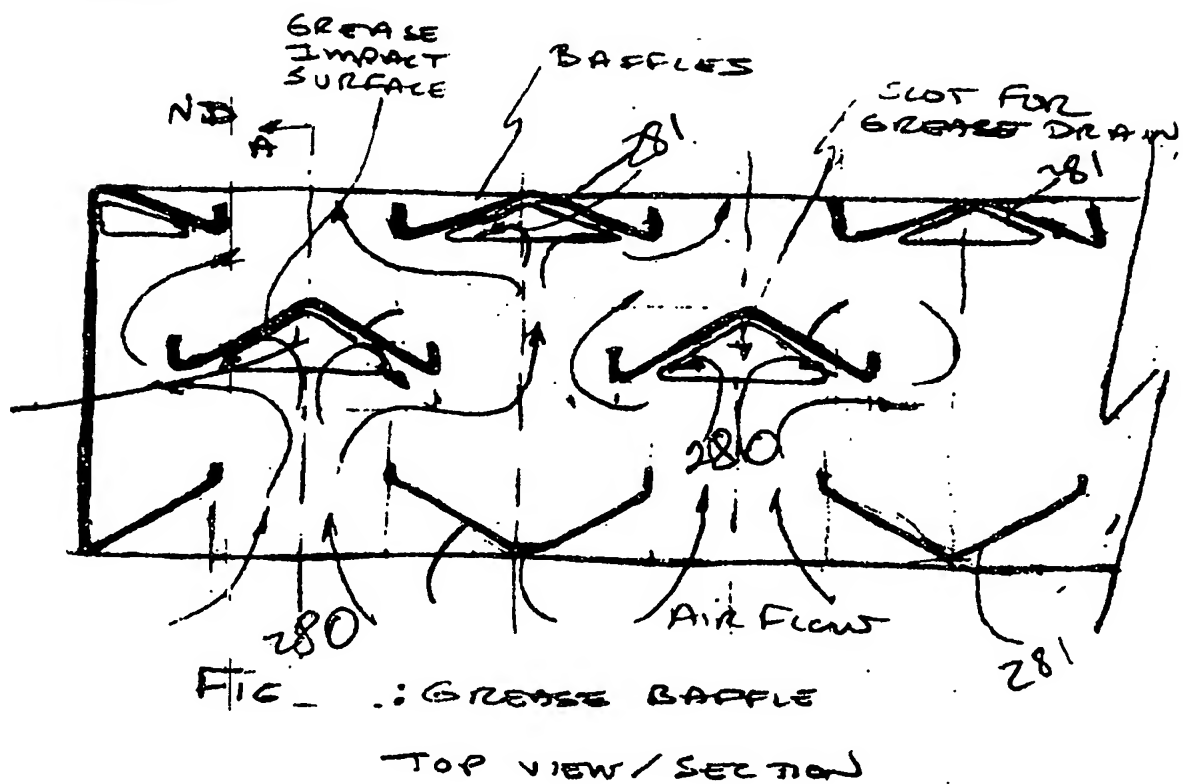 GREASE
IMPACT
SURFACE
BAFFLES
SLOT FOR
GREASE DRAIN
A
281
281
280
280
AIR FLOW
281
FIG_ .: GREASE BAFFLE
TOP VIEW / SECTION